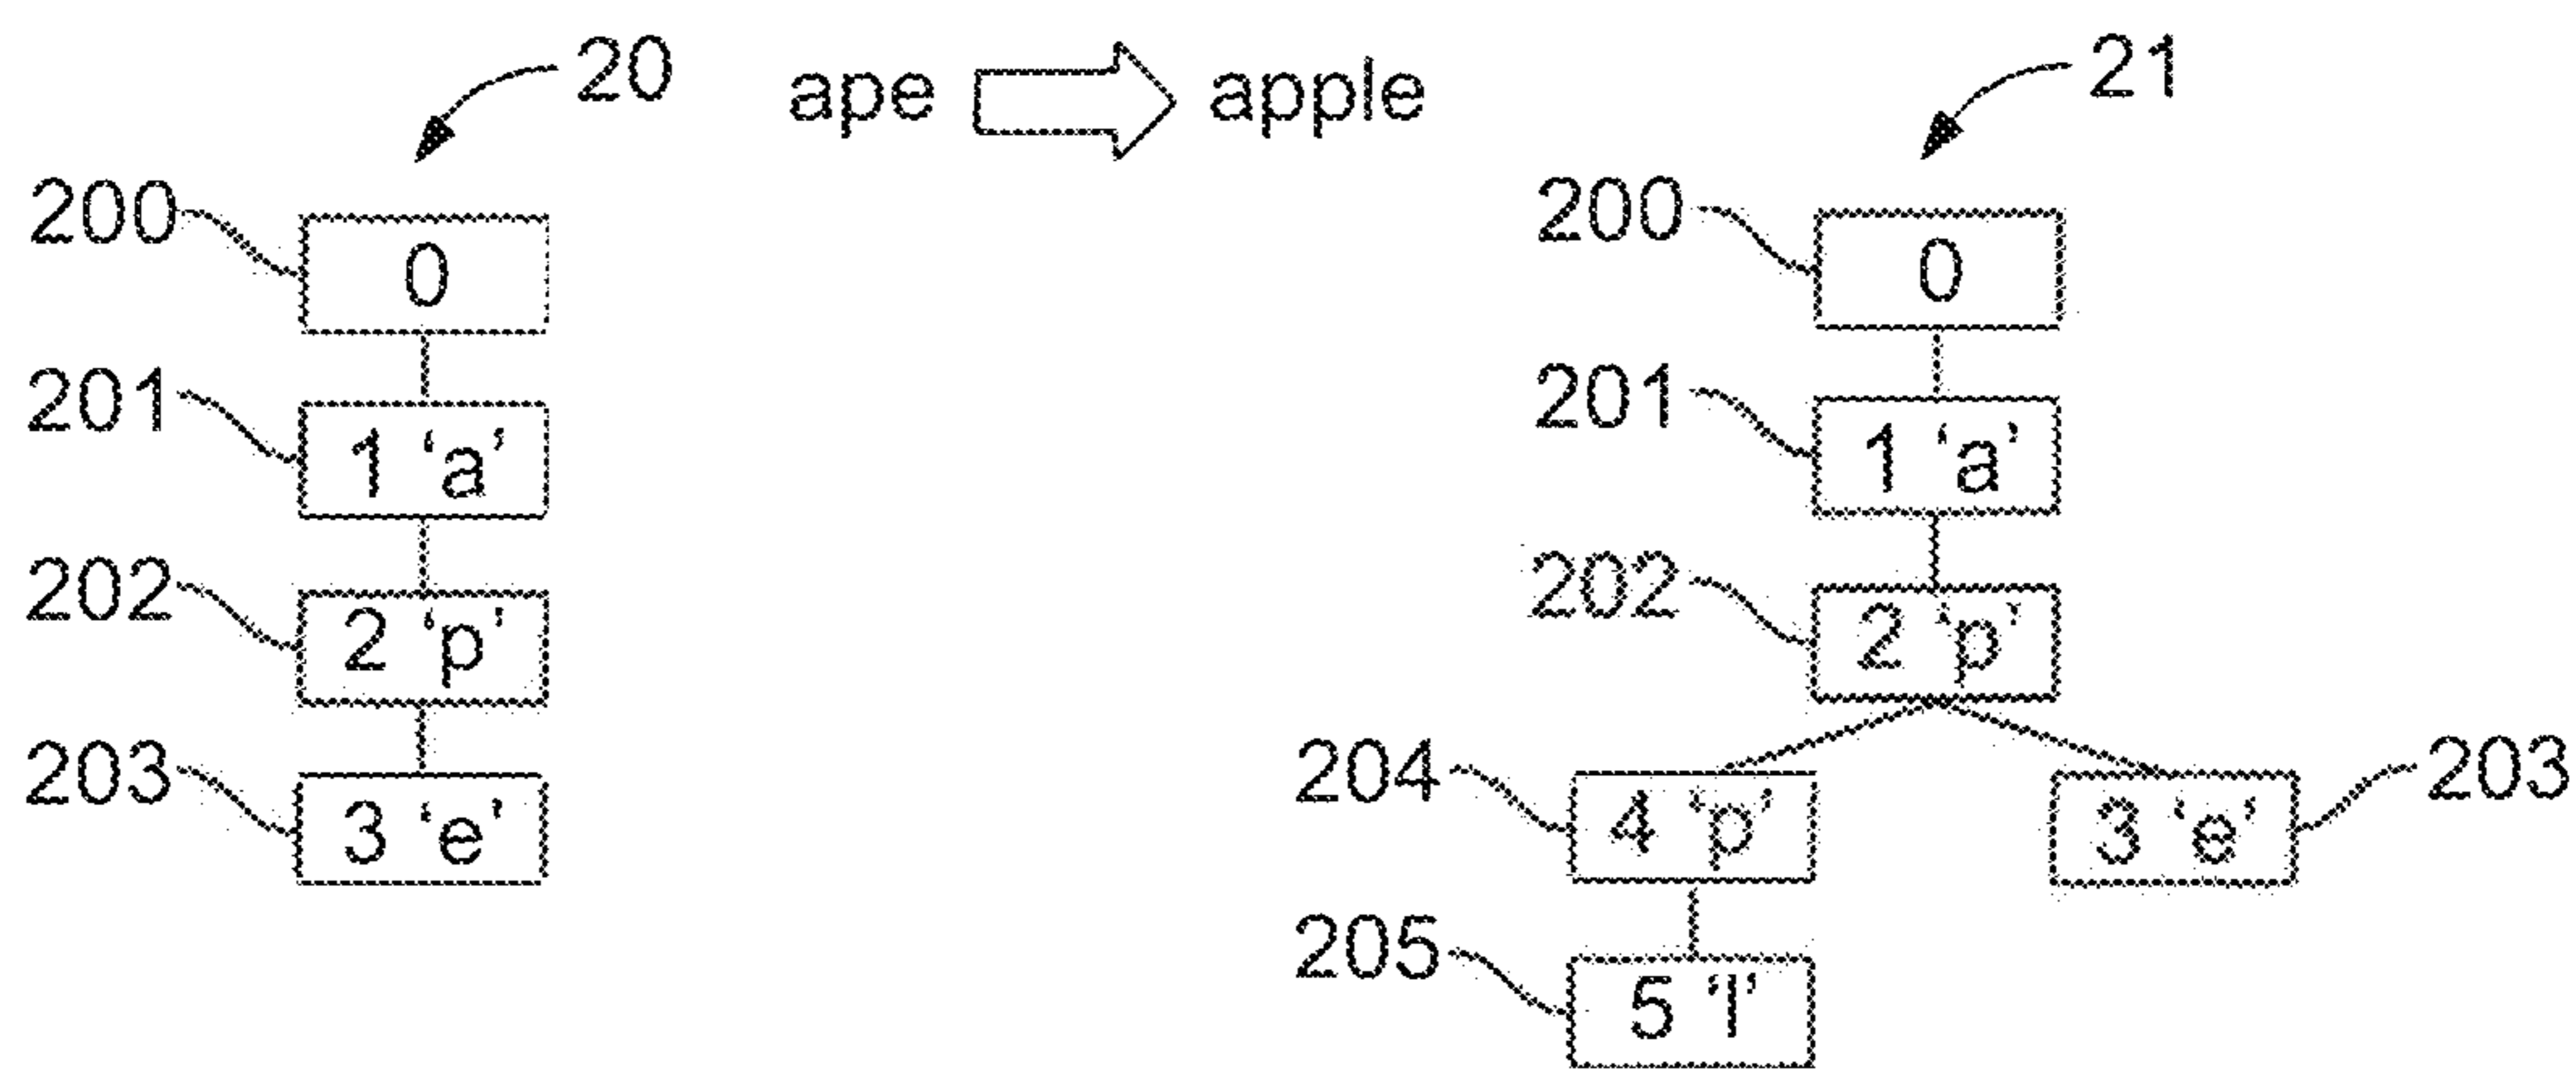 20 ape apple 21
200 0 200 0
201 1 ‘a’ 201 1 ‘a’
202 2 ‘p’ 202 2 ‘p’
203 3 ‘e’ 204 4 ‘p’ 3 ‘e’ 203
205 5 ‘l’